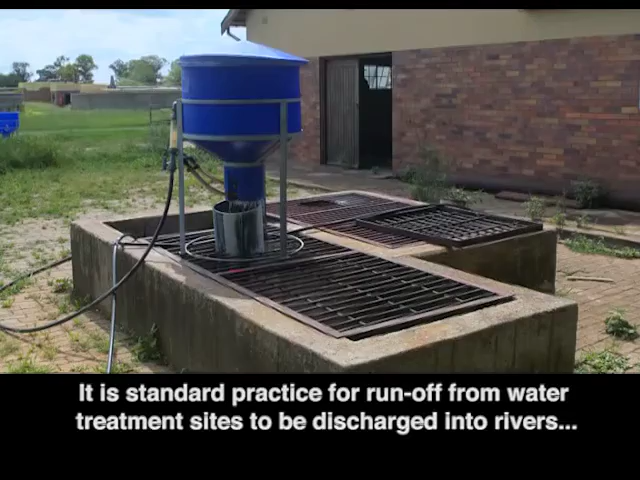 It is standard practice for run-off from water
treatment sites to be discharged into rivers...